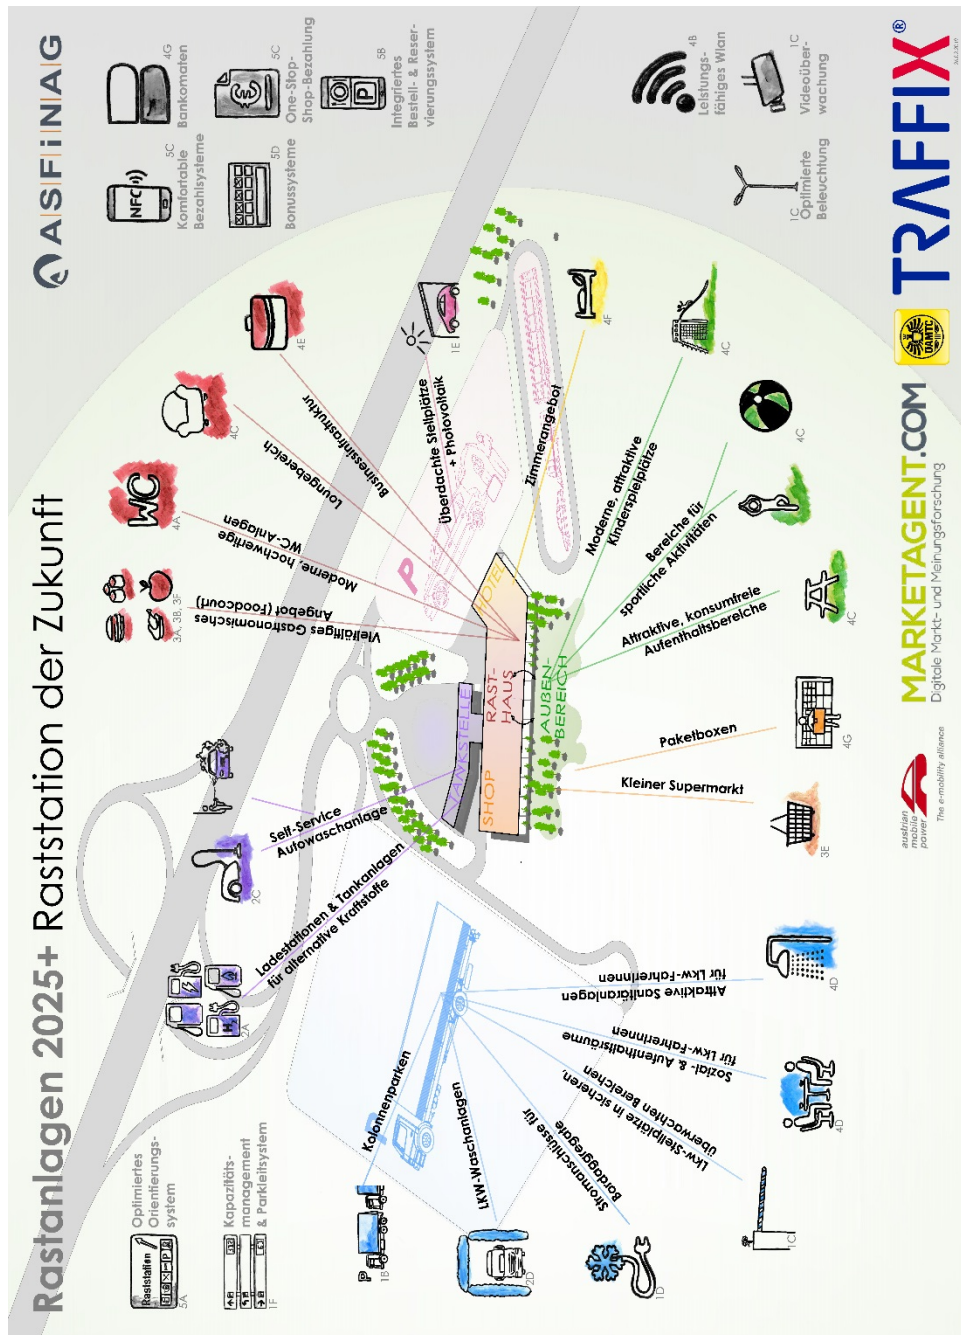 Rastanlagen 2025+ Raststation der Zukunft
ASFiNAG
Optimiertes
Orientierungs-
system
Raststation
5A
Kapazitäts-
management
& Parkleitsystem
1F
NFC
5C
Komfortable
Bezahlsysteme
4G
Bankomaten
5D
Bonussysteme
5C
One-Stop-
Shop-Bezahlung
5B
Integriertes
Bestell- & Reser-
vierungssystem
4B
Leistungs-
fähiges Wlan
1C
Videoüber-
wachung
1C
Optimierte
Beleuchtung
H2
2A
Ladestationen & Tankanlagen
für alternative Kraftstoffe
2C
Self-Service
Autowaschanlage
3A, 3B, 3F
Vielfältiges Gastronomisches
Angebot (Foodcourt)
WC
4A
Moderne, hochwertige
WC-Anlagen
4C
Loungebereich
4E
Businessinfrastruktur
1E
Überdachte Stellplätze
+ Photovoltaik
P
4F
Zimmerangebot
4C
Moderne, attraktive
Kinderspielplätze
4C
Bereiche für
sportliche Aktivitäten
4C
Attraktive, konsumfreie
Aufenthaltsbereiche
4G
Paketboxen
3E
Kleiner Supermarkt
TANKSTELLE
SHOP
RAST-
HAUS
HOTEL
AUßEN-
BEREICH
P
1B
Kolonnenparken
2D
LKW-Waschanlagen
1D
Stromanschlüsse für
Bordaggregate
1C
Lkw-Stellplätze in sicheren,
überwachten Bereichen
4D
Sozial- & Aufenthaltsräume
für Lkw-FahrerInnen
4D
Attraktive Sanitäranlagen
für Lkw-FahrerInnen
austrian
mobile
power
The e-mobility alliance
MARKETAGENT.COM
Digitale Markt- und Meinungsforschung
ÖAMTC
TRAFFIX®